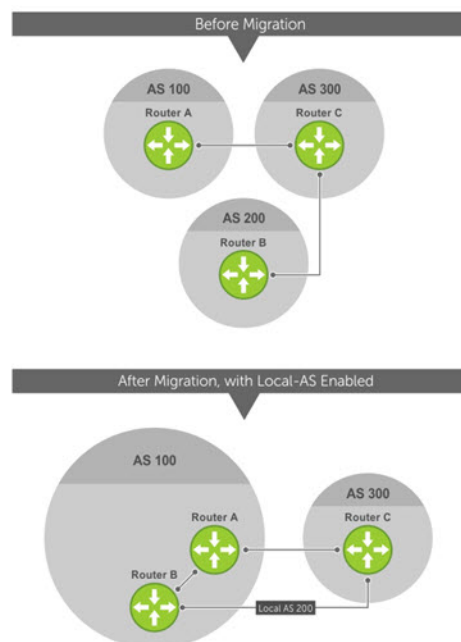 Before Migration
AS 100
AS 300
Router A
Router C
AS 200
Router B
After Migration, with Local-AS Enabled
AS 100
AS 300
Router A
Router C
Router B
Local AS 200